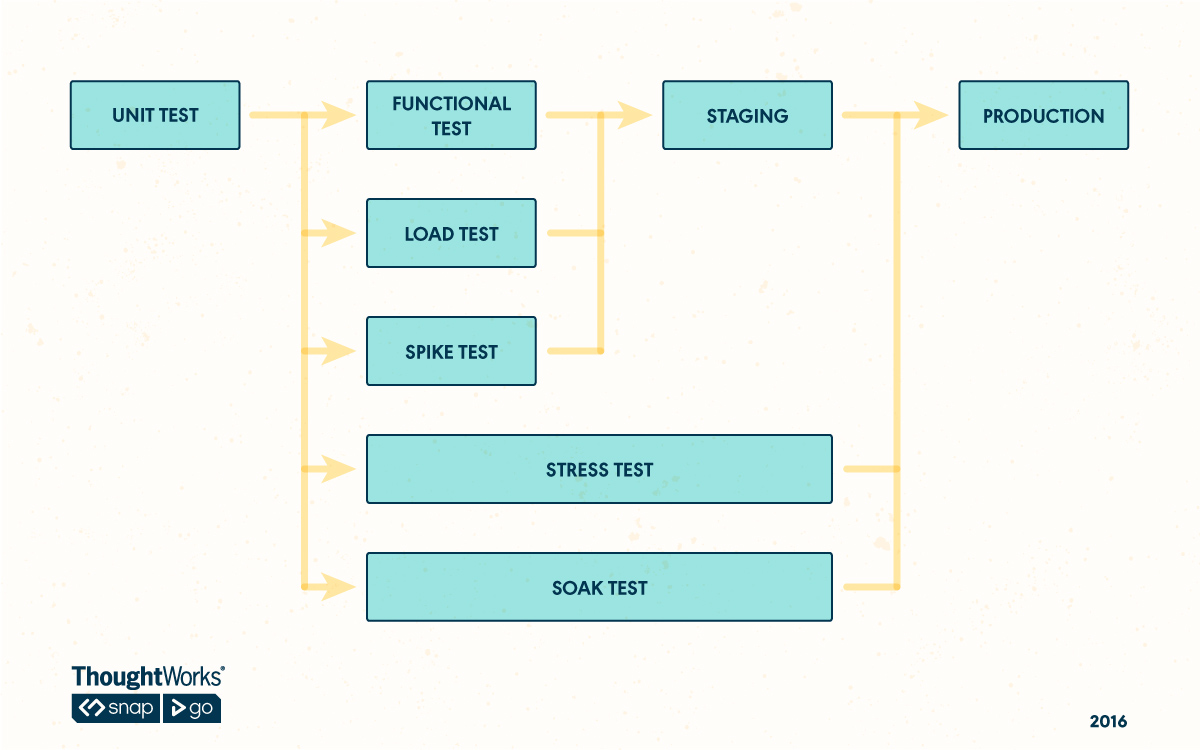 UNIT TEST
FUNCTIONAL
TEST
STAGING
PRODUCTION
LOAD TEST
SPIKE TEST
STRESS TEST
SOAK TEST
ThoughtWorks®
snap go
2016